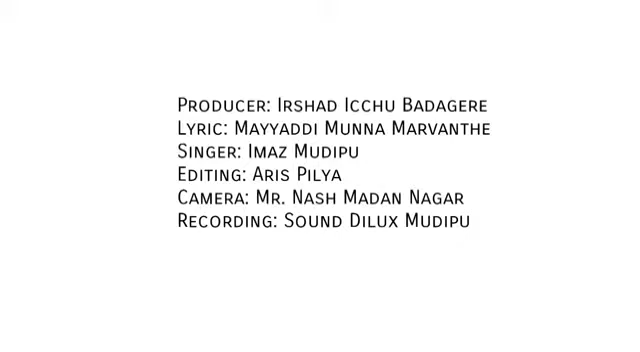 Producer: Irshad Icchu Badagere
Lyric: Mayyaddi Munna Marvanthe
Singer: Imaz Mudipu
Editing: Aris Pilya
Camera: Mr. Nash Madan Nagar
Recording: Sound Dilux Mudipu